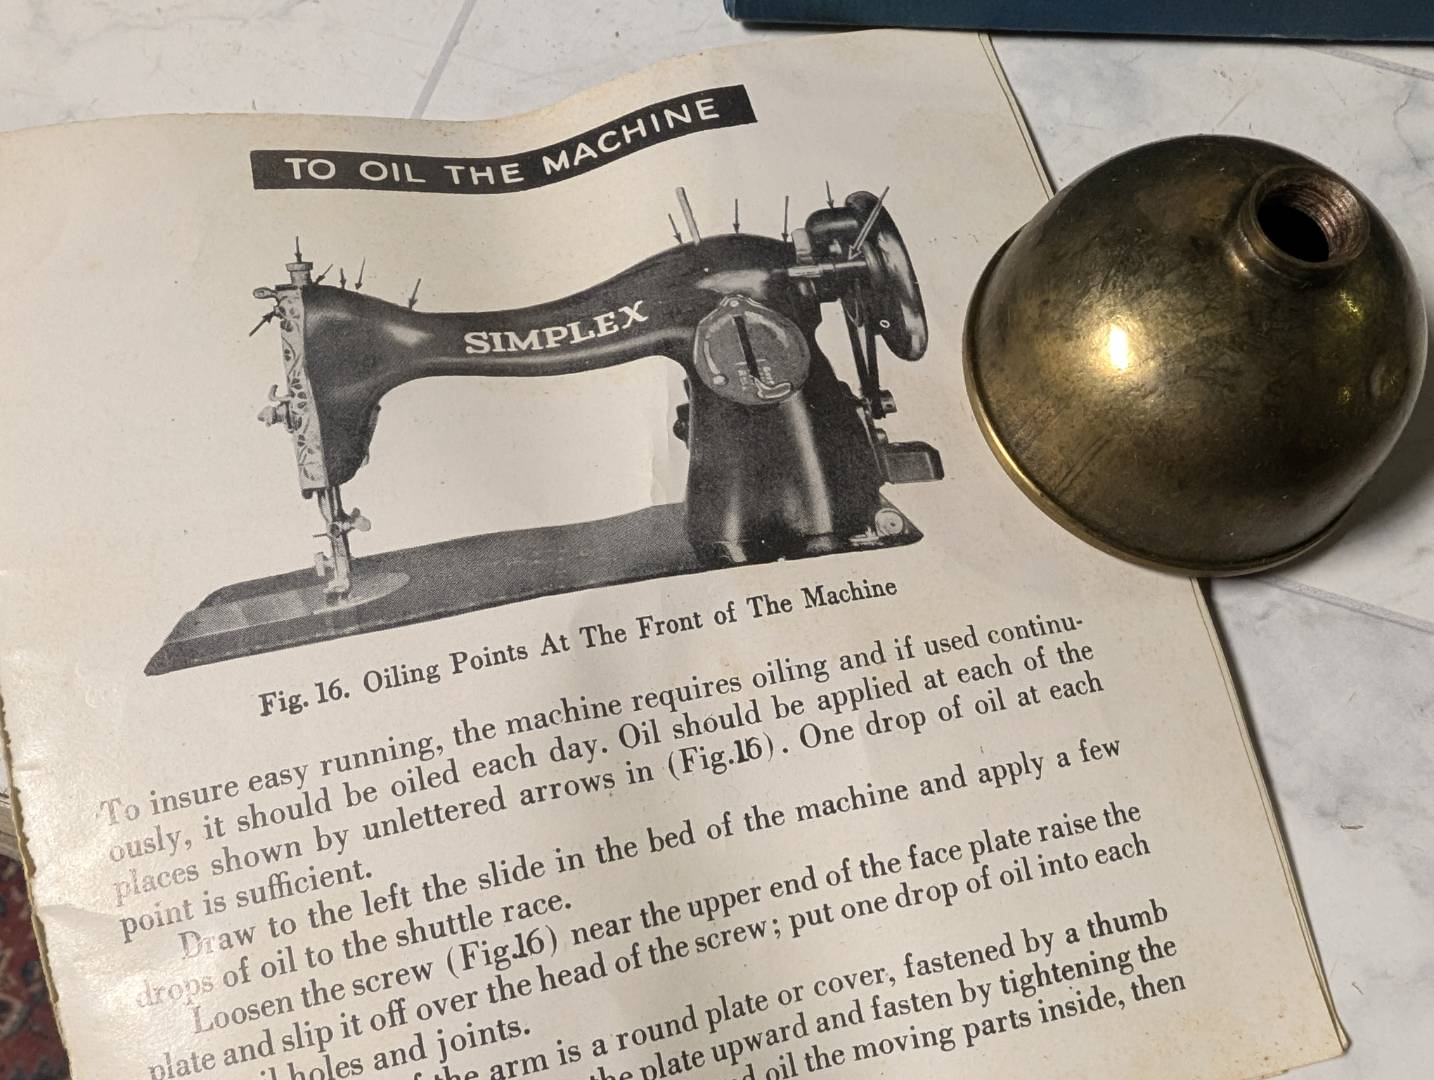 TO OIL THE MACHINE
SIMPLEX
Fig. 16. Oiling Points At The Front of The Machine
To insure easy running, the machine requires oiling and if used continu-
ously, it should be oiled each day. Oil should be applied at each of the
places shown by unlettered arrows in (Fig.16). One drop of oil at each
point is sufficient.
Draw to the left the slide in the bed of the machine and apply a few
drops of oil to the shuttle race.
Loosen the screw (Fig.16) near the upper end of the face plate raise the
plate and slip it off over the head of the screw; put one drop of oil into each
holes and joints.
the arm is a round plate or cover, fastened by a thumb
the plate upward and fasten by tightening the
oil the moving parts inside, then